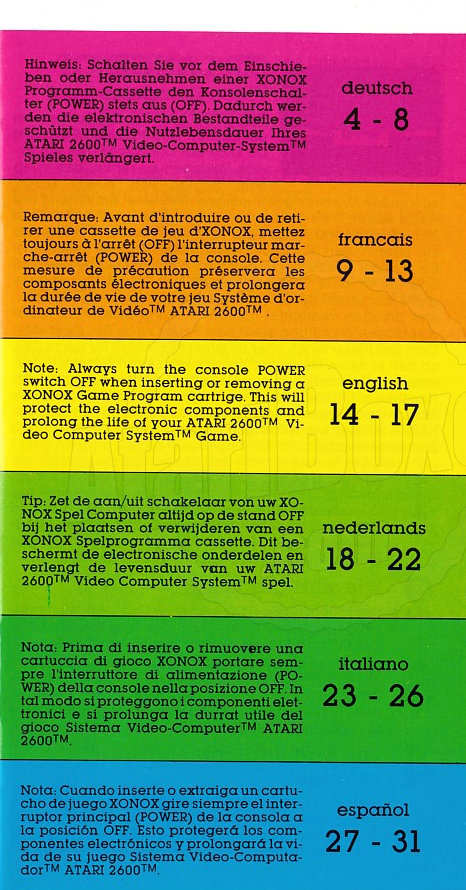 Hinweis: Schalten Sie vor dem Einschie-
ben oder Herausnehmen einer XONOX
Programm-Cassette den Konsolenschal-
ter (POWER) stets aus (OFF). Dadurch wer-
den die elektronischen Bestandteile ge-
schützt und die Nutzlebensdauer Ihres
ATARI 2600™ Video-Computer-System™
Spieles verlängert.
deutsch
4 - 8
Remarque: Avant d'introduire ou de reti-
rer une cassette de jeu d'XONOX, mettez
toujours à l'arrêt (OFF) l'interrupteur mar-
che-arrêt (POWER) de la console. Cette
mesure de précaution préservera les
composants électroniques et prolongera
la durée de vie de votre jeu Système d'or-
dinateur de Vidéo™ ATARI 2600™ .
francais
9 - 13
Note: Always turn the console POWER
switch OFF when inserting or removing a
XONOX Game Program cartrige. This will
protect the electronic components and
prolong the life of your ATARI 2600™ Vi-
deo Computer System™ Game.
english
14 - 17
Tip: Zet de aan/uit schakelaar von uw XO-
NOX Spel Computer altijd op de stand OFF
bij het plaatsen of verwijderen van een
XONOX Spelprogramma cassette. Dit be-
schermt de electronische onderdelen en
verlengt de levensduur van uw ATARI
2600™ Video Computer System™ spel.
nederlands
18 - 22
Nota: Prima di inserire o rimuovere una
cartuccia di gioco XONOX portare sem-
pre l'interruttore di alimentazione (PO-
WER) della console nella posizione OFF. In
tal modo si proteggono i componenti elet-
tronici e si prolunga la durrat utile del
gioco Sistema Video-Computer™ ATARI
2600™.
italiano
23 - 26
Nota: Cuando inserte o extraiga un cartu-
cho de juego XONOX gire siempre el inter-
ruptor principal (POWER) de la consola a
la posición OFF. Esto protegerá los com-
ponentes electrónicos y prolongará la vi-
da de su juego Sistema Video-Computa-
dor™ ATARI 2600™.
español
27 - 31